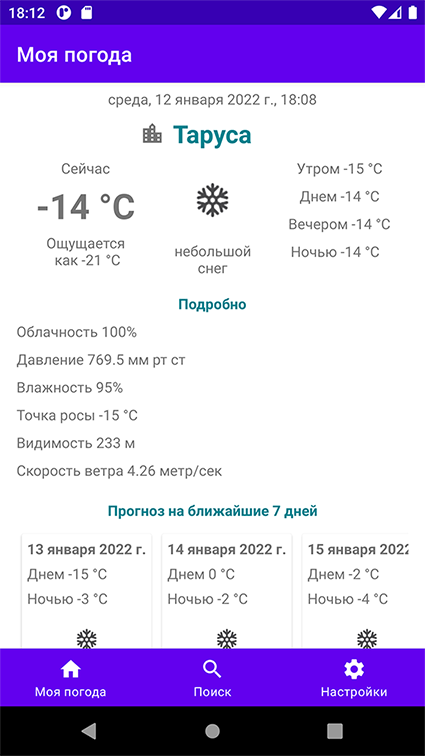 18:12
Моя погода
среда, 12 января 2022 г., 18:08
Таруса
Сейчас
-14 °C
Ощущается
как -21 °C
небольшой
снег
Утром -15 °C
Днем -14 °C
Вечером -14 °C
Ночью -14 °C
Подробно
Облачность 100%
Давление 769.5 мм рт ст
Влажность 95%
Точка росы -15 °C
Видимость 233 м
Скорость ветра 4.26 метр/сек
Прогноз на ближайшие 7 дней
13 января 2022 г.
Днем -15 °C
Ночью -3 °C
14 января 2022 г.
Днем 0 °C
Ночью -2 °C
15 января 2022
Днем -2 °C
Ночью -4 °C
Моя погода
Поиск
Настройки